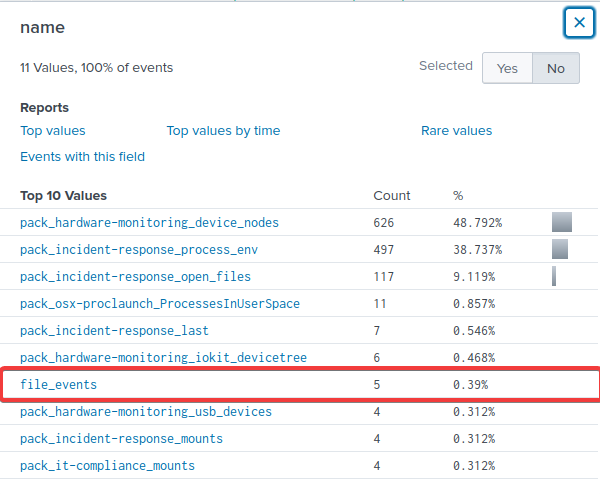 name
11 Values, 100% of events
Selected Yes No
Reports
Top values Top values by time Rare values
Events with this field
Top 10 Values Count %
pack_hardware-monitoring_device_nodes 626 48.792%
pack_incident-response_process_env 497 38.737%
pack_incident-response_open_files 117 9.119%
pack_osx-proclaunch_ProcessesInUserSpace 11 0.857%
pack_incident-response_last 7 0.546%
pack_hardware-monitoring_iokit_devicetree 6 0.468%
file_events 5 0.39%
pack_hardware-monitoring_usb_devices 4 0.312%
pack_incident-response_mounts 4 0.312%
pack_it-compliance_mounts 4 0.312%